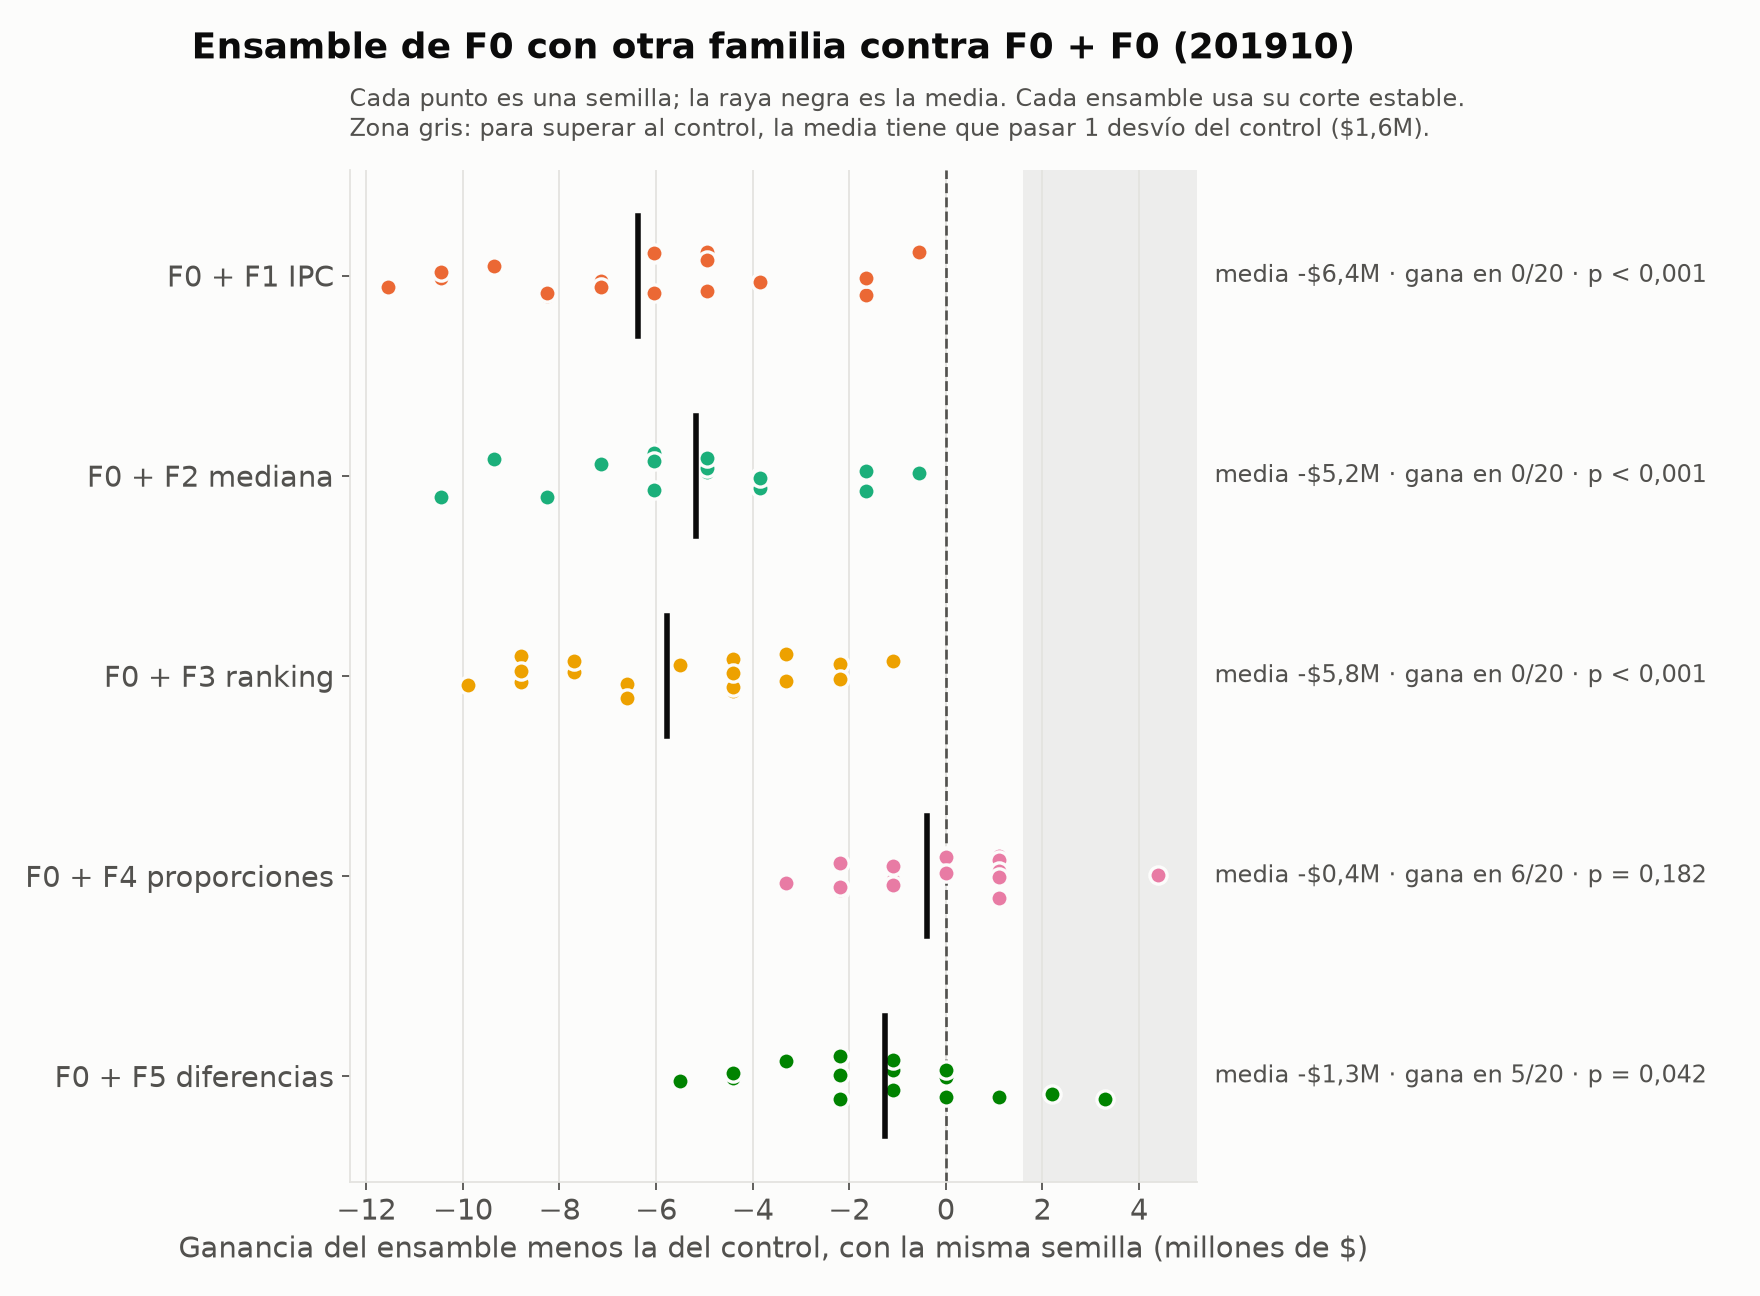 Ensamble de F0 con otra familia contra F0 + F0 (201910)
Cada punto es una semilla; la raya negra es la media. Cada ensamble usa su corte estable.
Zona gris: para superar al control, la media tiene que pasar 1 desvío del control ($1,6M).
F0 + F1 IPC
media -$6,4M · gana en 0/20 · p < 0,001
F0 + F2 mediana
media -$5,2M · gana en 0/20 · p < 0,001
F0 + F3 ranking
media -$5,8M · gana en 0/20 · p < 0,001
F0 + F4 proporciones
media -$0,4M · gana en 6/20 · p = 0,182
F0 + F5 diferencias
media -$1,3M · gana en 5/20 · p = 0,042
−12 −10 −8 −6 −4 −2 0 2 4
Ganancia del ensamble menos la del control, con la misma semilla (millones de $)